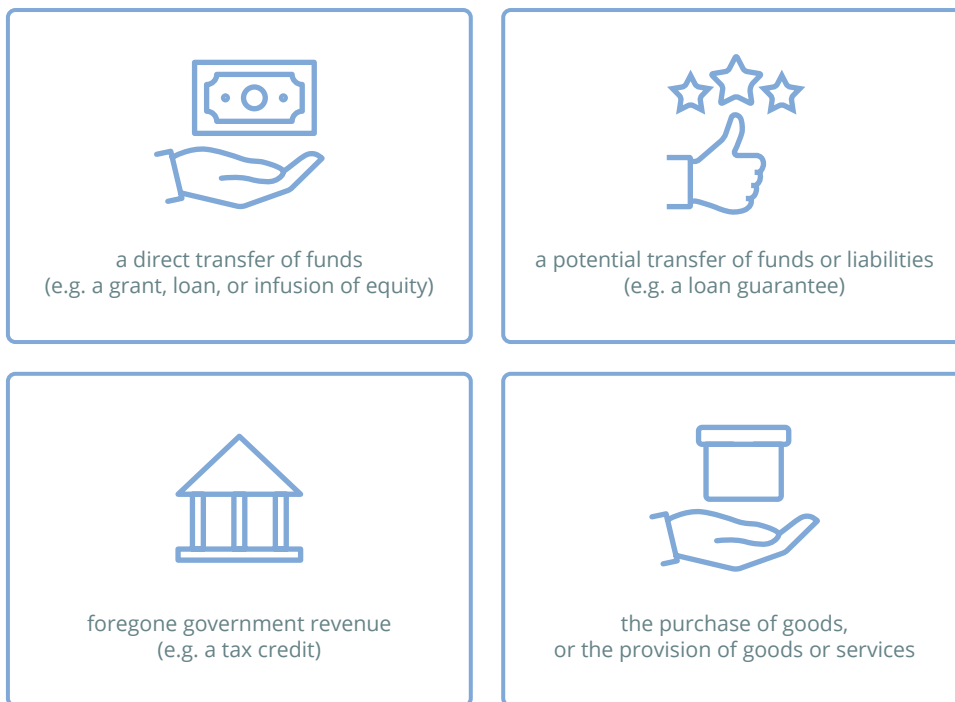 a direct transfer of funds
(e.g. a grant, loan, or infusion of equity)
a potential transfer of funds or liabilities
(e.g. a loan guarantee)
foregone government revenue
(e.g. a tax credit)
the purchase of goods,
or the provision of goods or services